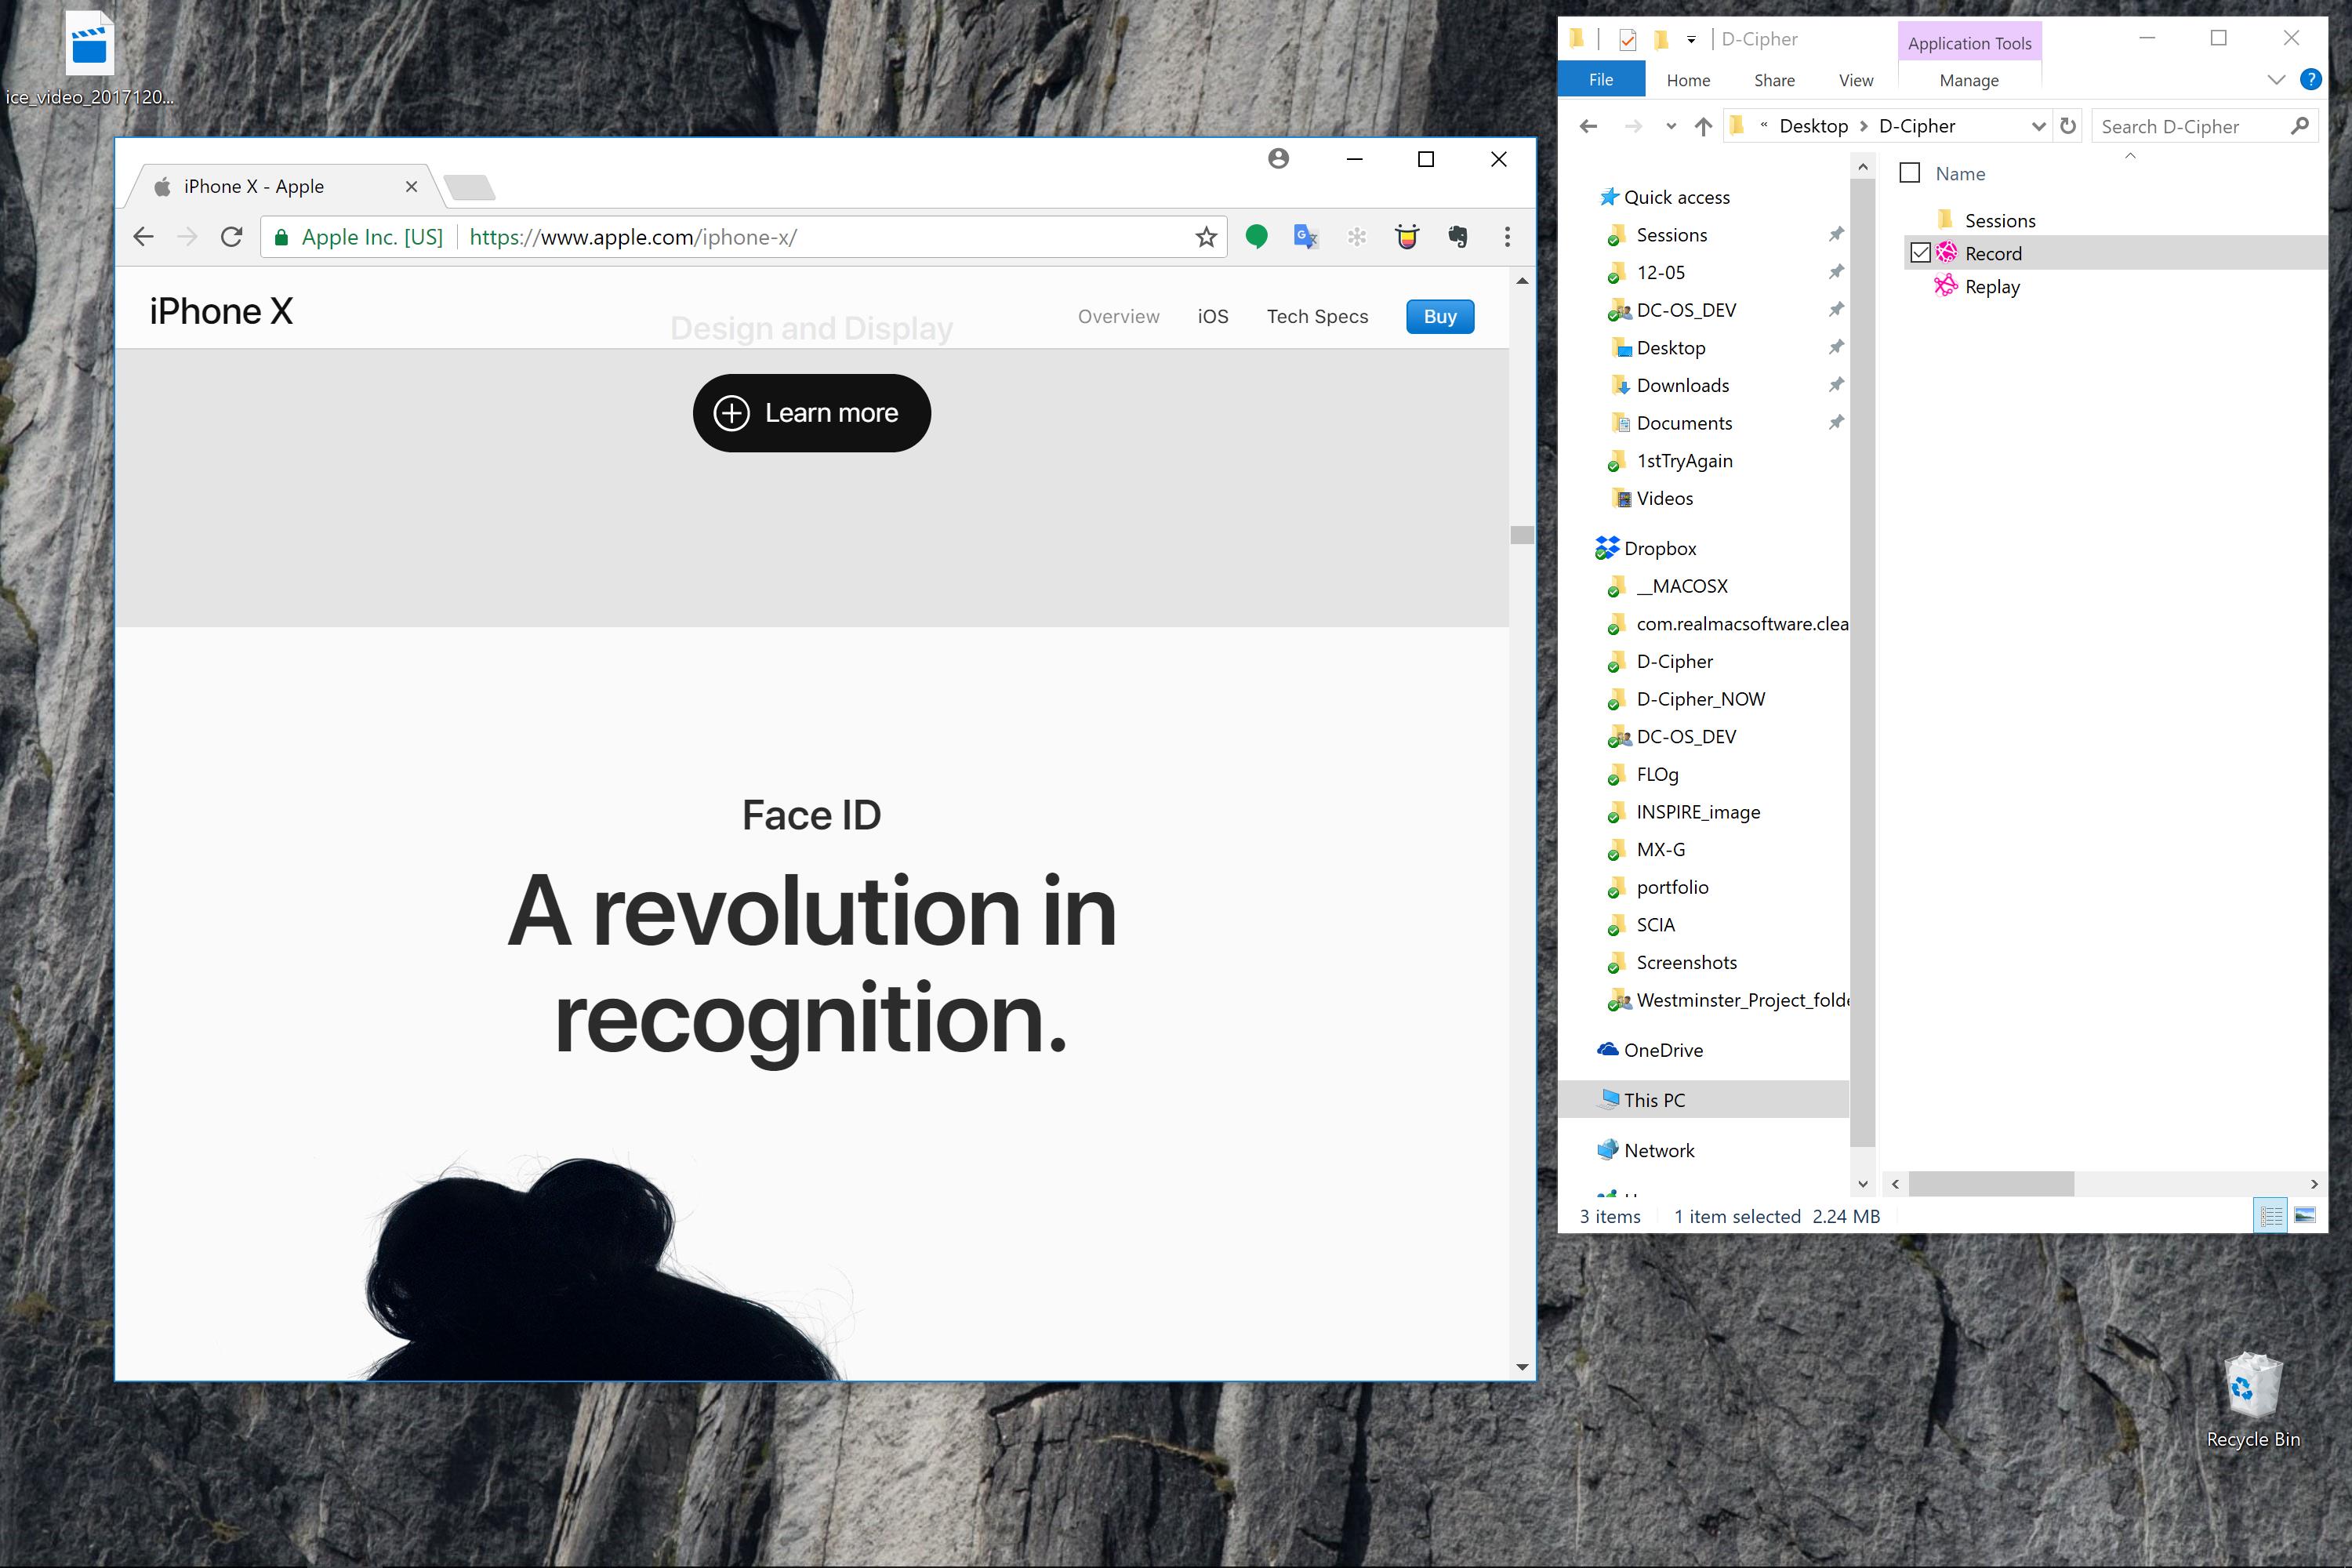 ice_video_2017120...
iPhone X - Apple
Apple Inc. [US]
https://www.apple.com/iphone-x/
iPhone X
Design and Display
Overview
iOS
Tech Specs
Buy
Learn more
Face ID
A revolution in
recognition.
D-Cipher
Application Tools
File
Home
Share
View
Manage
?
« Desktop > D-Cipher
Search D-Cipher
Quick access
Sessions
12-05
DC-OS_DEV
Desktop
Downloads
Documents
1stTryAgain
Videos
Dropbox
__MACOSX
com.realmacsoftware.clea
D-Cipher
D-Cipher_NOW
DC-OS_DEV
FLOg
INSPIRE_image
MX-G
portfolio
SCIA
Screenshots
Westminster_Project_folde
OneDrive
This PC
Network
Name
Sessions
Record
Replay
3 items
1 item selected 2.24 MB
Recycle Bin